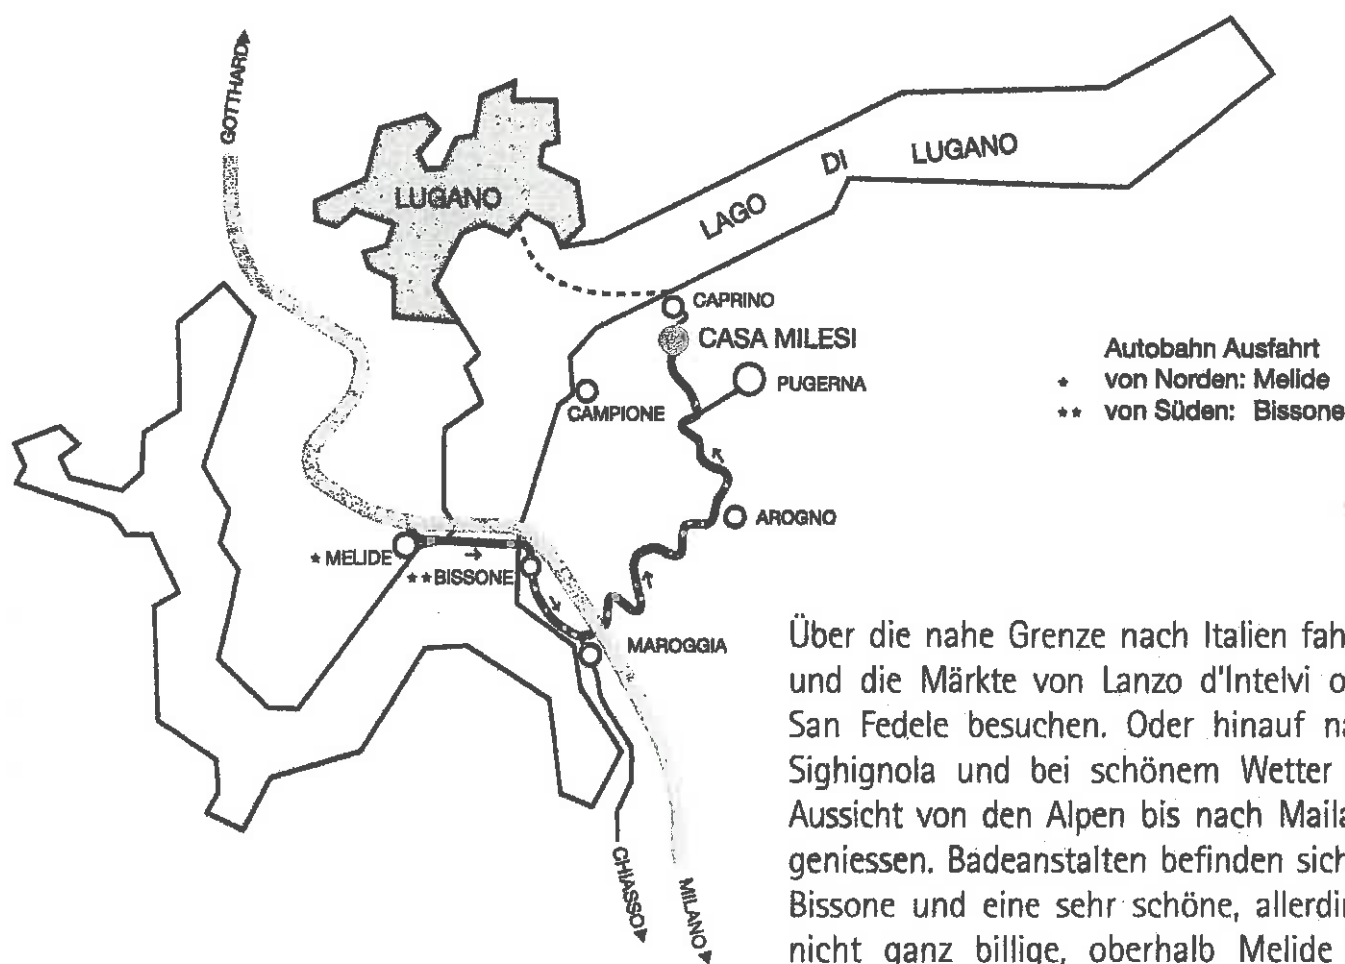 GOTTHARD
LUGANO
LAGO DI LUGANO
CAPRINO
CASA MILESI
PUGERNA
CAMPIONE
Autobahn Ausfahrt
* von Norden: Melide
** von Süden: Bissone
AROGNO
* MELIDE
** BISSONE
MAROGGIA
CHIASSO
MILANO
Über die nahe Grenze nach Italien fah
und die Märkte von Lanzo d'Intelvi o
San Fedele besuchen. Oder hinauf na
Sighignola und bei schönem Wetter
Aussicht von den Alpen bis nach Maila
geniessen. Badeanstalten befinden sich
Bissone und eine sehr schöne, allerdin
nicht ganz billige, oberhalb Melide